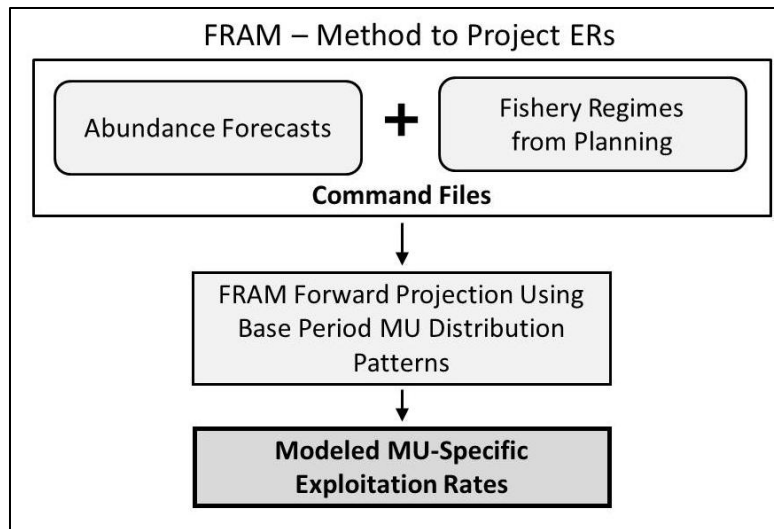 FRAM – Method to Project ERs
Abundance Forecasts
+
Fishery Regimes
from Planning
Command Files
FRAM Forward Projection Using
Base Period MU Distribution
Patterns
Modeled MU-Specific
Exploitation Rates